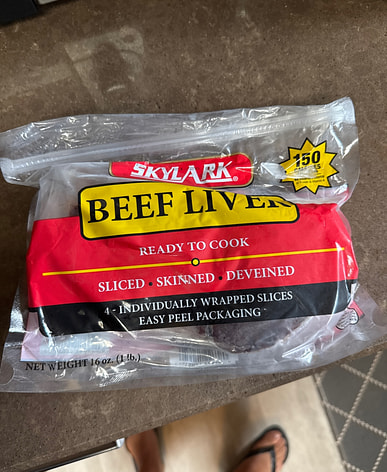 SKYLARK®
150
BEEF LIVER
READY TO COOK
SLICED • SKINNED • DEVEINED
4 - INDIVIDUALLY WRAPPED SLICES
EASY PEEL PACKAGING
NET WEIGHT 16 oz. (1 lb.)